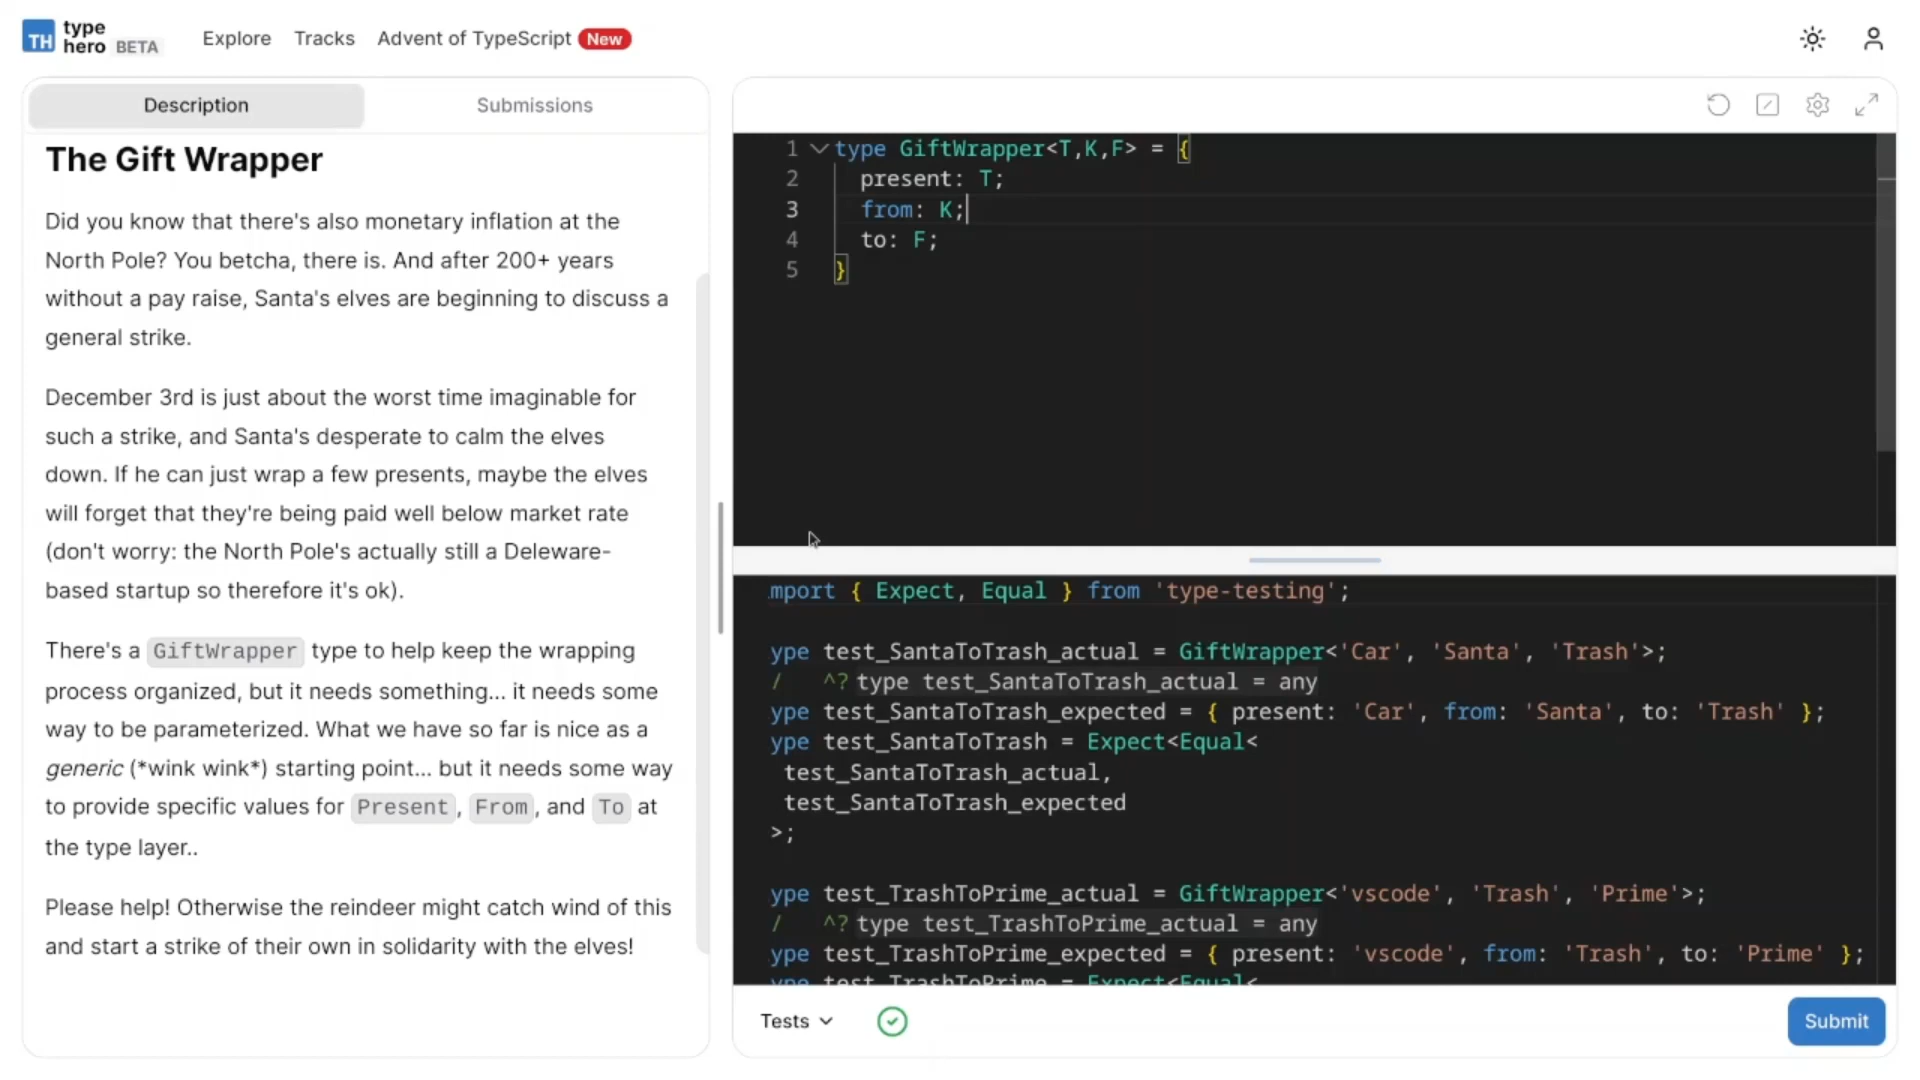 TH type hero BETA Explore Tracks Advent of TypeScript New
Description Submissions
The Gift Wrapper
Did you know that there's also monetary inflation at the
North Pole? You betcha, there is. And after 200+ years
without a pay raise, Santa's elves are beginning to discuss a
general strike.
December 3rd is just about the worst time imaginable for
such a strike, and Santa's desperate to calm the elves
down. If he can just wrap a few presents, maybe the elves
will forget that they're being paid well below market rate
(don't worry: the North Pole's actually still a Deleware-
based startup so therefore it's ok).
There's a GiftWrapper type to help keep the wrapping
process organized, but it needs something... it needs some
way to be parameterized. What we have so far is nice as a
generic (*wink wink*) starting point... but it needs some way
to provide specific values for Present, From, and To at
the type layer..
Please help! Otherwise the reindeer might catch wind of this
and start a strike of their own in solidarity with the elves!
1 type GiftWrapper<T,K,F> = {
2 present: T;
3 from: K;
4 to: F;
5 }
mport { Expect, Equal } from 'type-testing';
ype test_SantaToTrash_actual = GiftWrapper<'Car', 'Santa', 'Trash'>;
/ ^? type test_SantaToTrash_actual = any
ype test_SantaToTrash_expected = { present: 'Car', from: 'Santa', to: 'Trash' };
ype test_SantaToTrash = Expect<Equal<
test_SantaToTrash_actual,
test_SantaToTrash_expected
>;
ype test_TrashToPrime_actual = GiftWrapper<'vscode', 'Trash', 'Prime'>;
/ ^? type test_TrashToPrime_actual = any
ype test_TrashToPrime_expected = { present: 'vscode', from: 'Trash', to: 'Prime' };
ype test_TrashToPrime = Expect<Equal<
Tests Submit